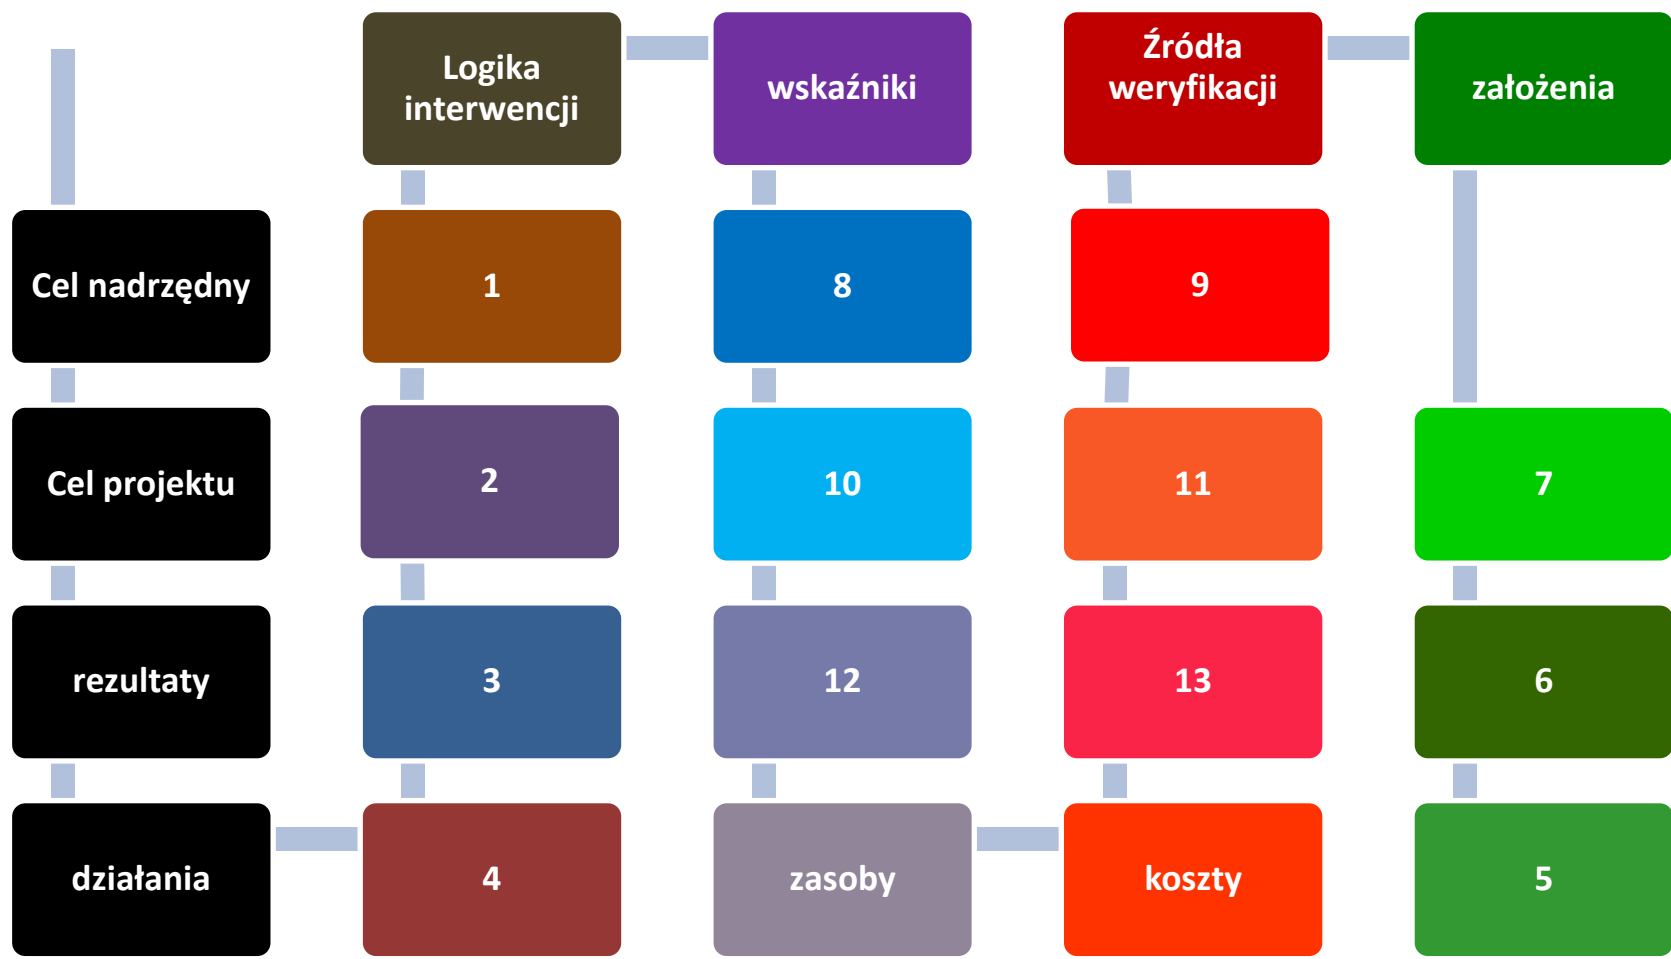 Logika
interwencji
wskaźniki
Źródła
weryfikacji
założenia
Cel nadrzędny
1
8
9
Cel projektu
2
10
11
7
rezultaty
3
12
13
6
działania
4
zasoby
koszty
5